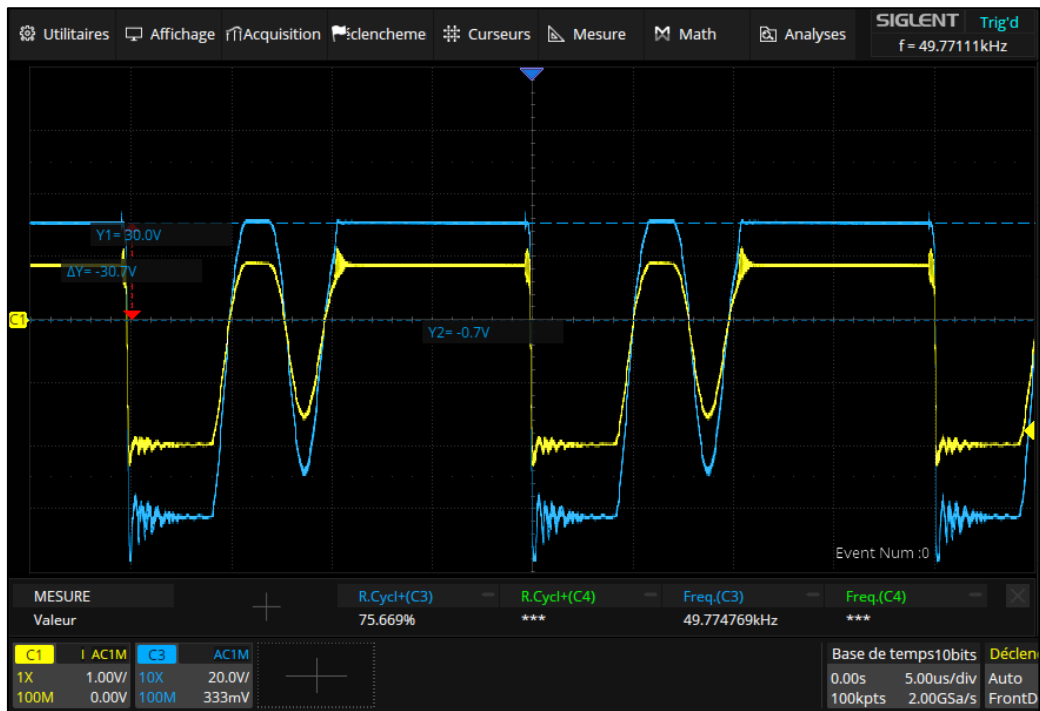 Utilitaires Affichage Acquisition clencheme Curseurs Mesure Math Analyses SIGLENT Trig'd
f = 49.77111kHz
Y1= 30.0V
ΔY= -30.7V
C1
Y2= -0.7V
Event Num :0
MESURE R.Cycl+(C3) R.Cycl+(C4) Freq.(C3) Freq.(C4)
Valeur 75.669% *** 49.774769kHz ***
C1 I AC1M C3 AC1M Base de temps 10bits Déclen
1X 1.00V/ 10X 20.0V/ 0.00s 5.00us/div Auto
100M 0.00V 100M 333mV 100kpts 2.00GSa/s FrontD